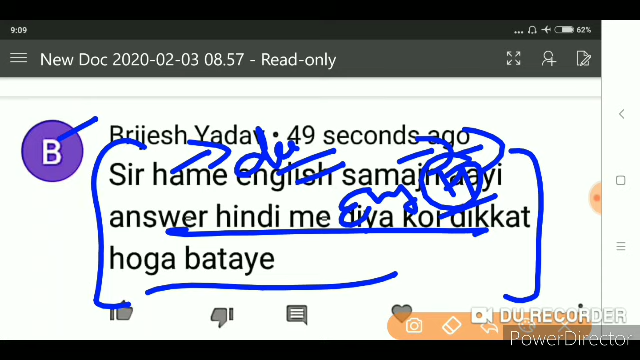 9:09
62%
New Doc 2020-02-03 08.57 - Read-only
B
Brijesh Yadav • 49 seconds ago
Sir hame english samajh aayi
answer hindi me diya koi dikkat
hoga bataye
DU RECORDER
PowerDirector